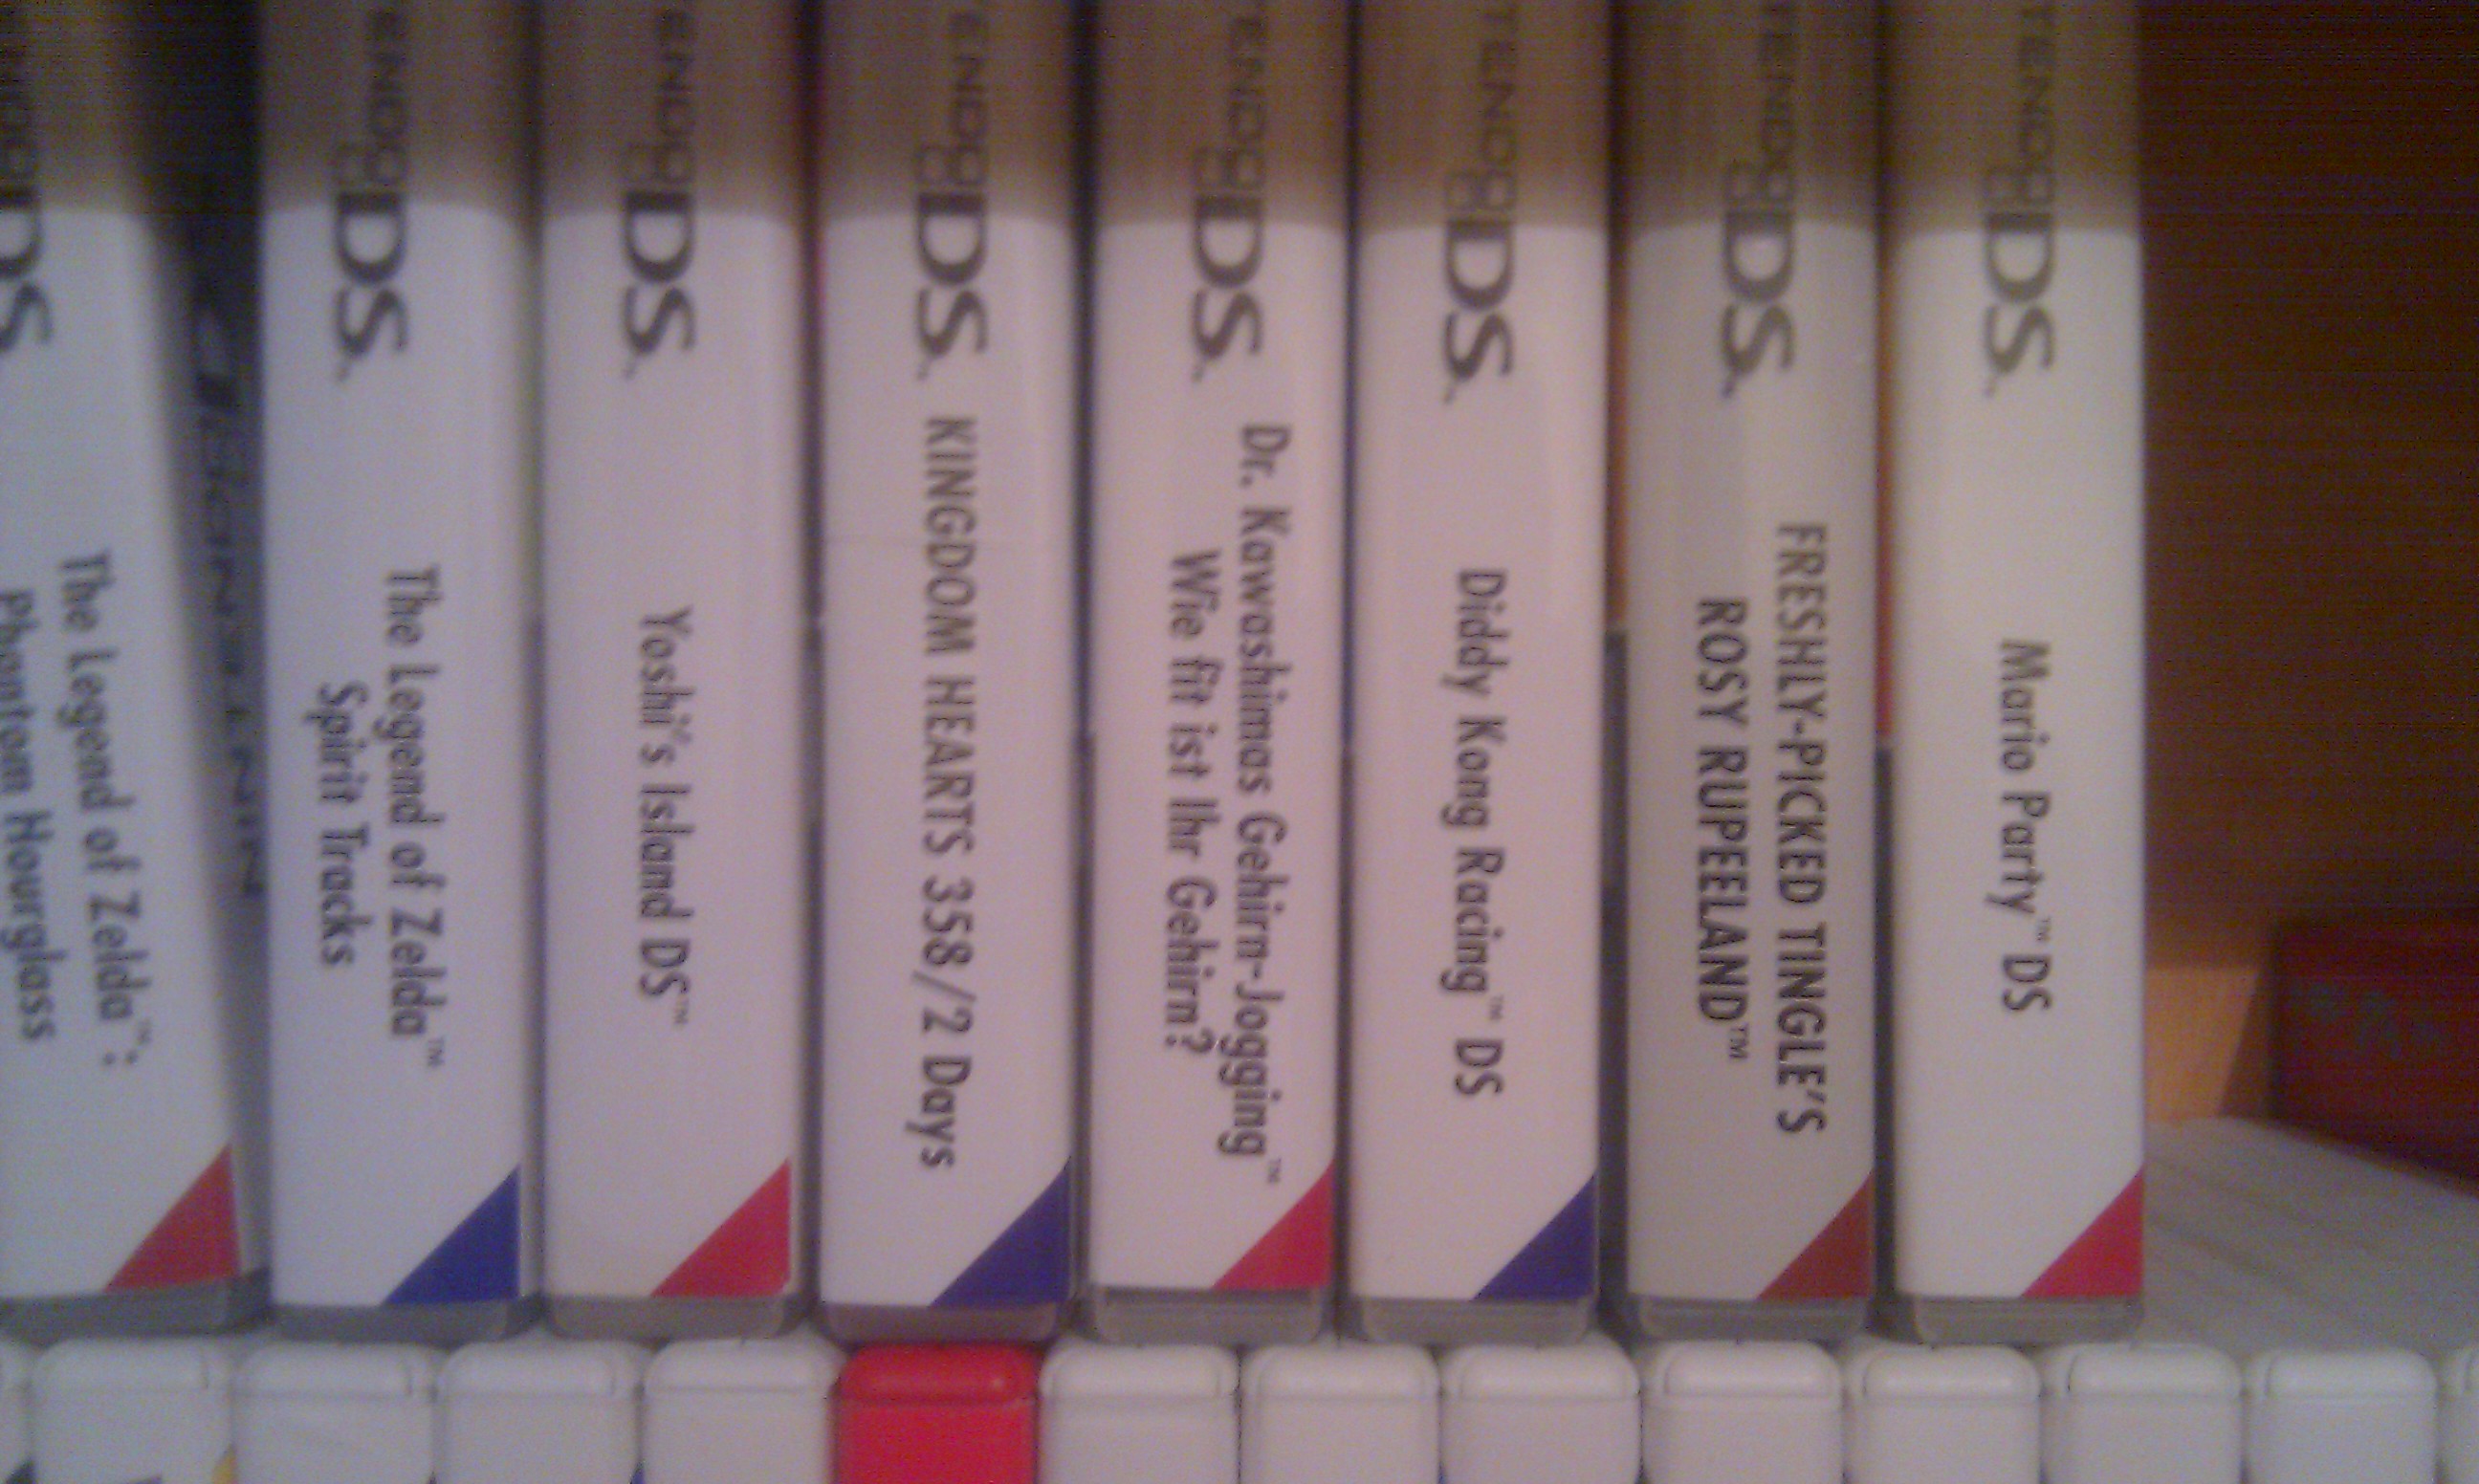 DS
The Legend of Zelda™:
Phantom Hourglass
DS
The Legend of Zelda™
Spirit Tracks
DS
Yoshi's Island DS™
DS
KINGDOM HEARTS 358/2 Days
DS
Dr. Kawashimas Gehirn-Jogging™
Wie fit ist Ihr Gehirn?
DS
Diddy Kong Racing™ DS
DS
FRESHLY-PICKED TINGLE'S
ROSY RUPEELAND™
DS
Mario Party™ DS